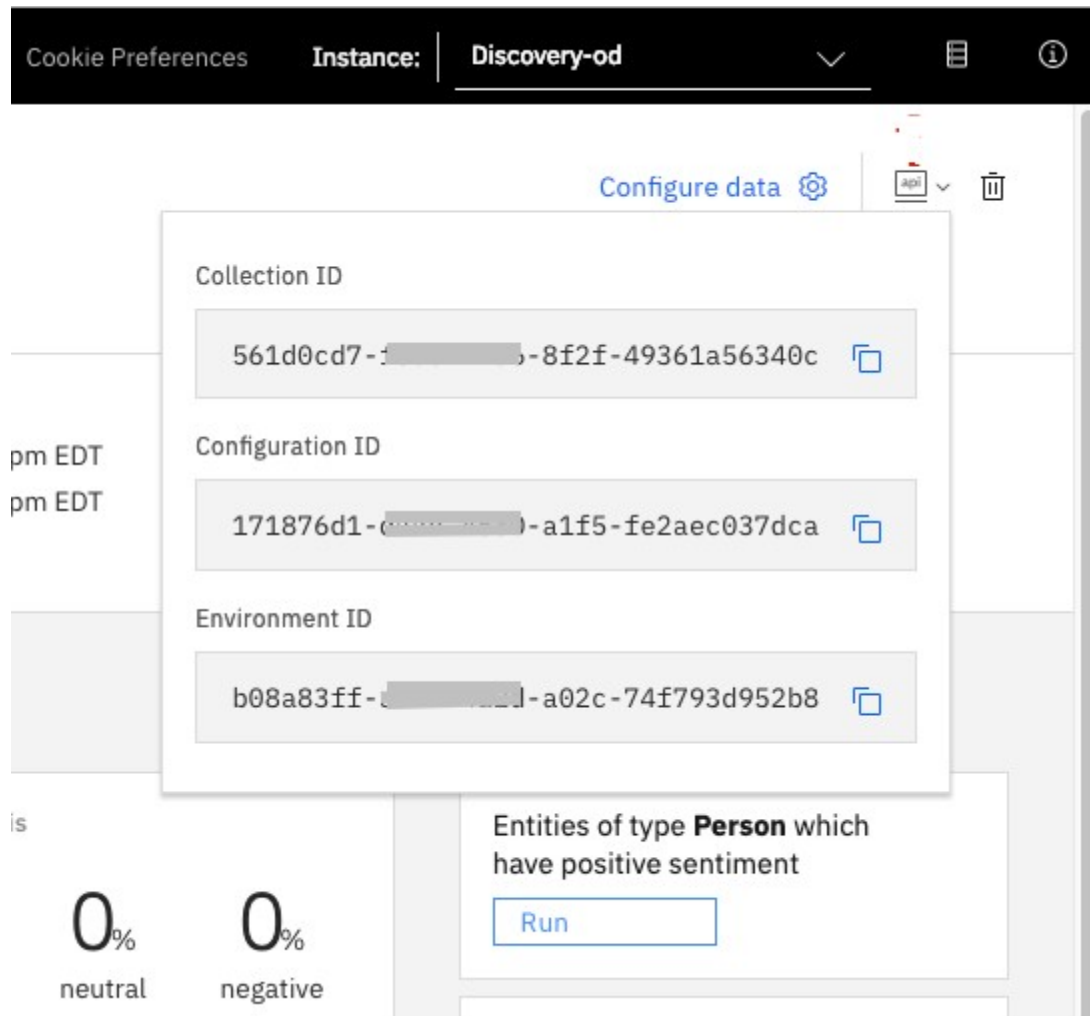 Cookie Preferences Instance: Discovery-od
Configure data api
Collection ID
561d0cd7- -8f2f-49361a56340c
Configuration ID
pm EDT
171876d1- -a1f5-fe2aec037dca
pm EDT
Environment ID
b08a83ff- -a02c-74f793d952b8
is
Entities of type Person which
have positive sentiment
0% 0%
Run
neutral negative